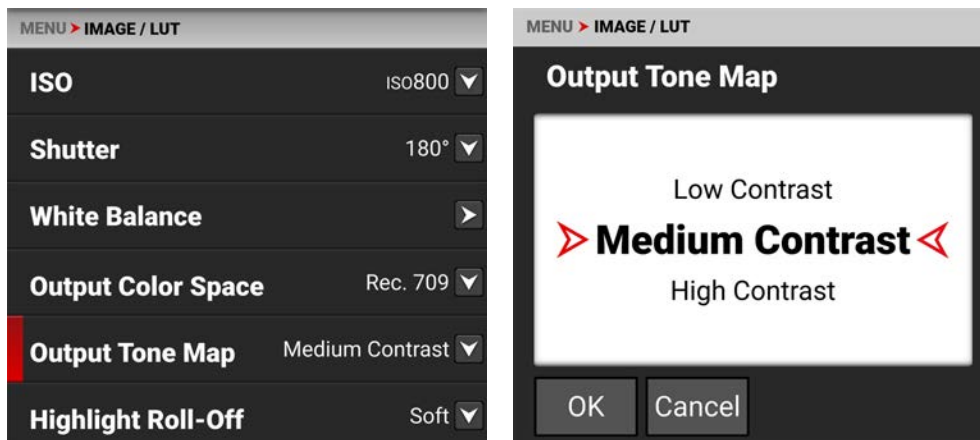 MENU > IMAGE / LUT
ISO ISO800
Shutter 180°
White Balance
Output Color Space Rec. 709
Output Tone Map Medium Contrast
Highlight Roll-Off Soft
MENU > IMAGE / LUT
Output Tone Map
Low Contrast
Medium Contrast
High Contrast
OK Cancel